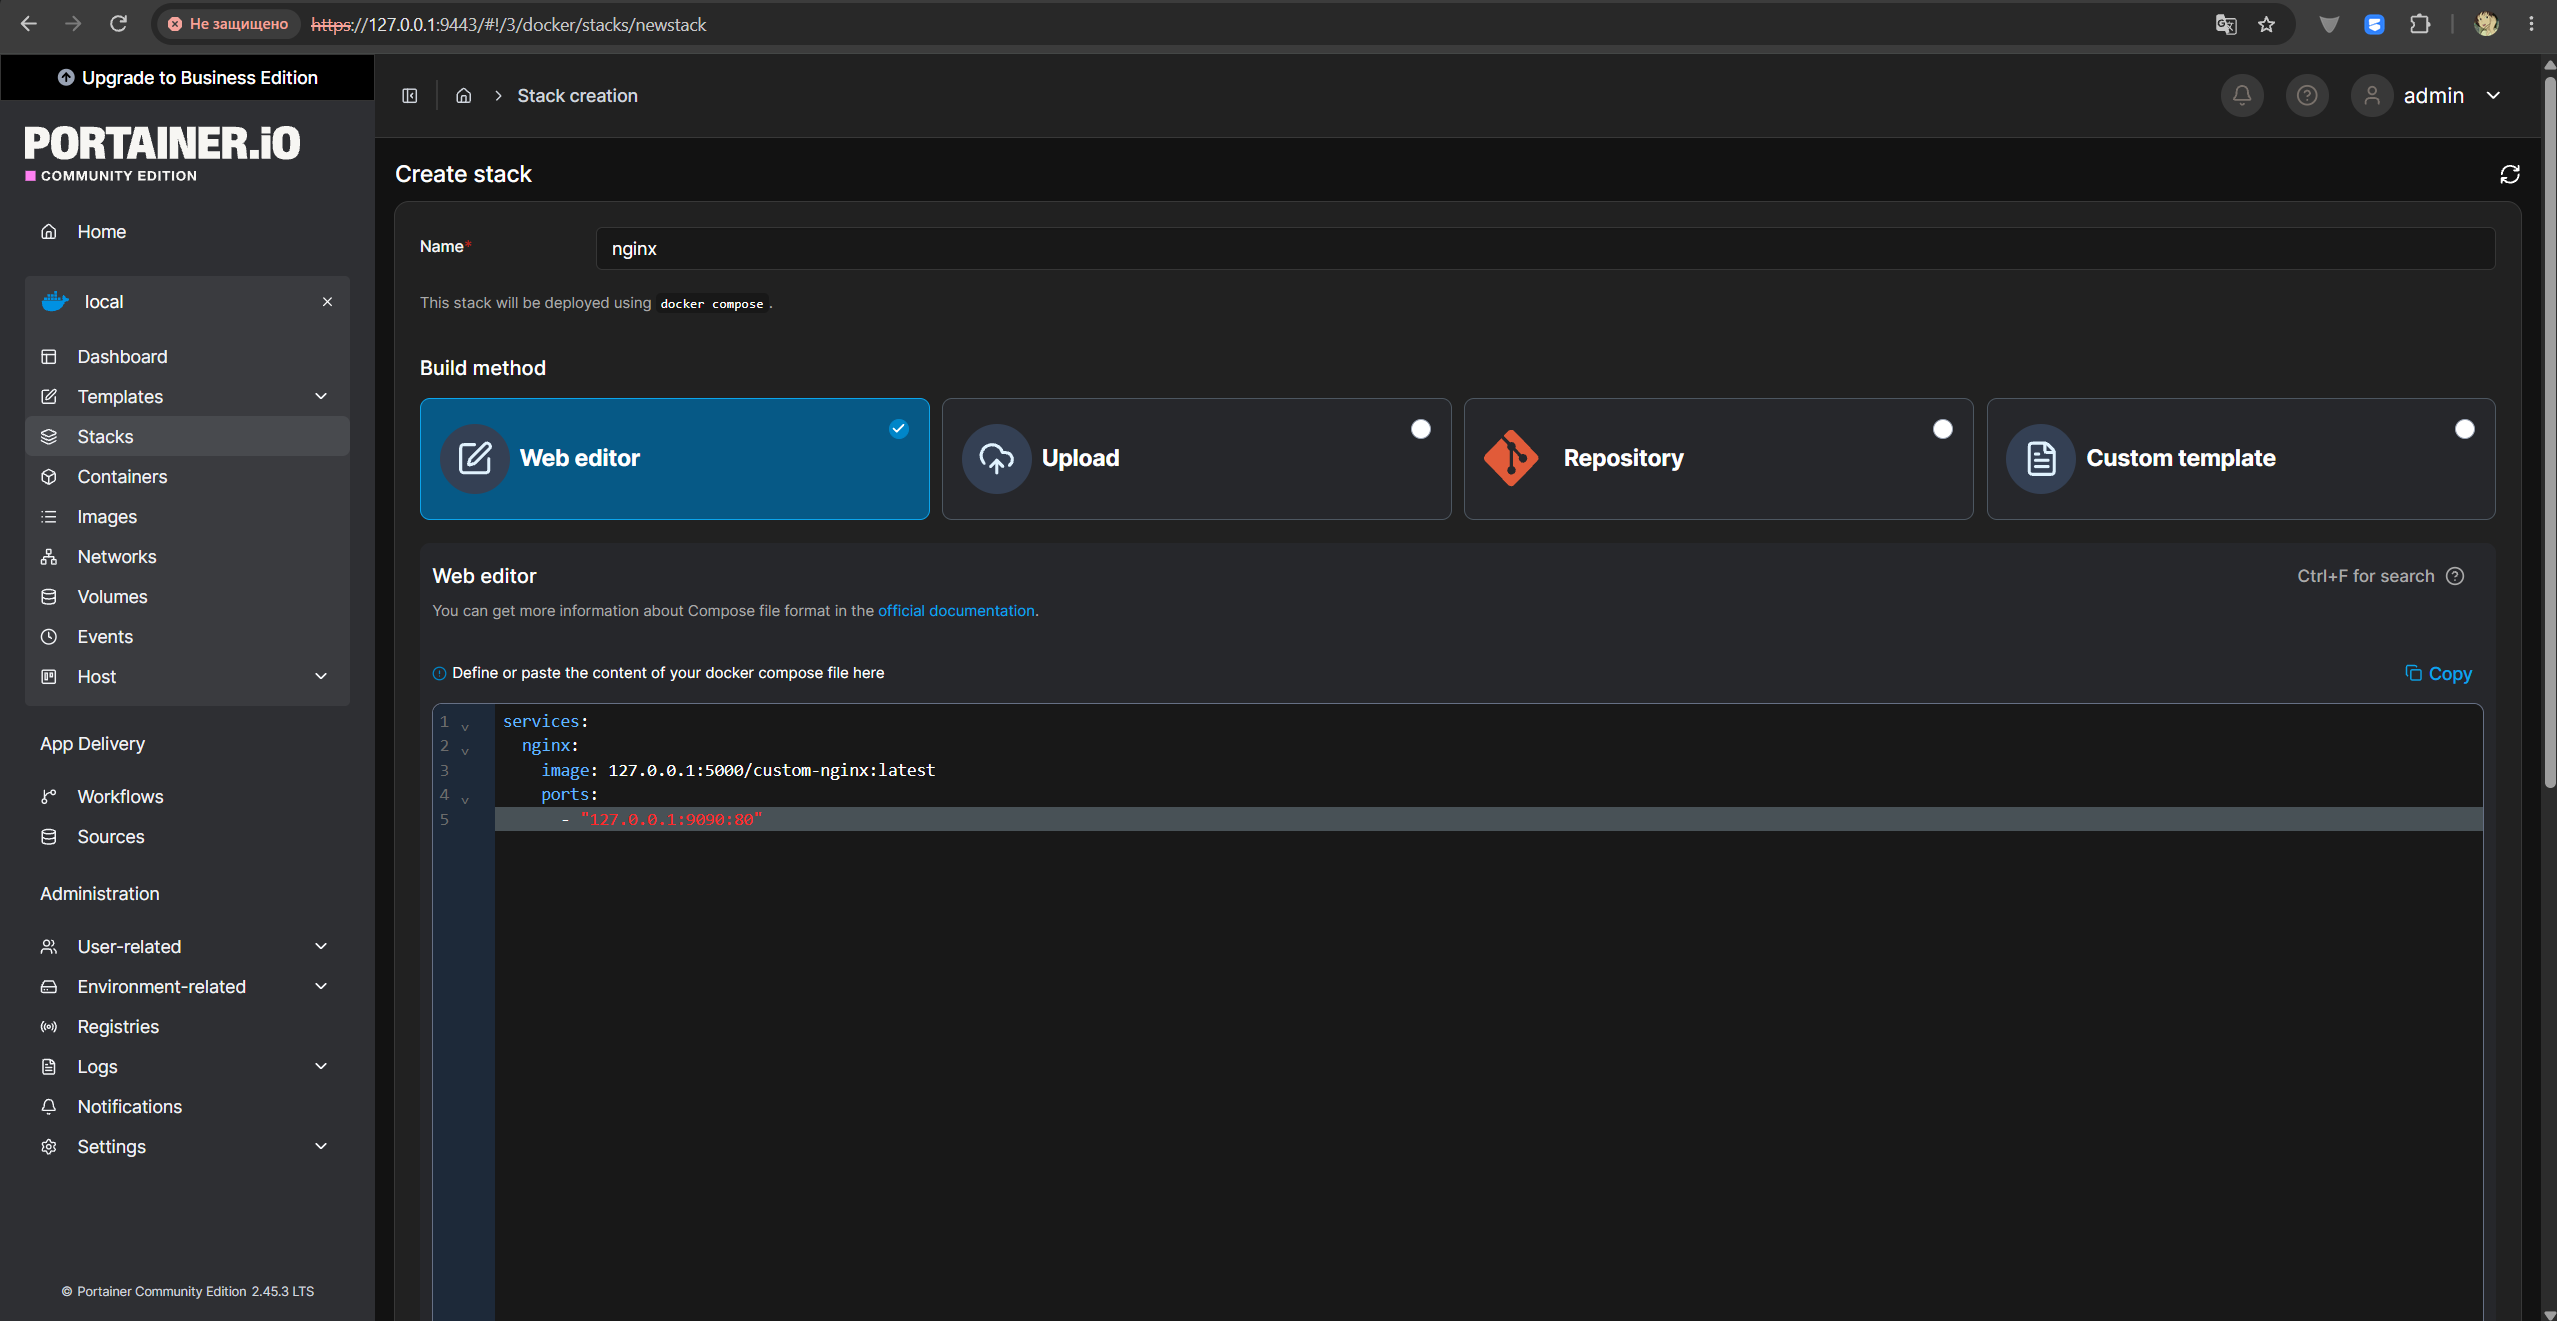 Не защищено https://127.0.0.1:9443/#!/3/docker/stacks/newstack
Upgrade to Business Edition
PORTAINER.iO
COMMUNITY EDITION
Home
local
Dashboard
Templates
Stacks
Containers
Images
Networks
Volumes
Events
Host
App Delivery
Workflows
Sources
Administration
User-related
Environment-related
Registries
Logs
Notifications
Settings
© Portainer Community Edition 2.45.3 LTS
Stack creation
admin
Create stack
Name*
nginx
This stack will be deployed using docker compose.
Build method
Web editor
Upload
Repository
Custom template
Web editor
Ctrl+F for search
You can get more information about Compose file format in the official documentation.
Define or paste the content of your docker compose file here
Copy
1 services:
2 nginx:
3 image: 127.0.0.1:5000/custom-nginx:latest
4 ports:
5 - "127.0.0.1:9090:80"